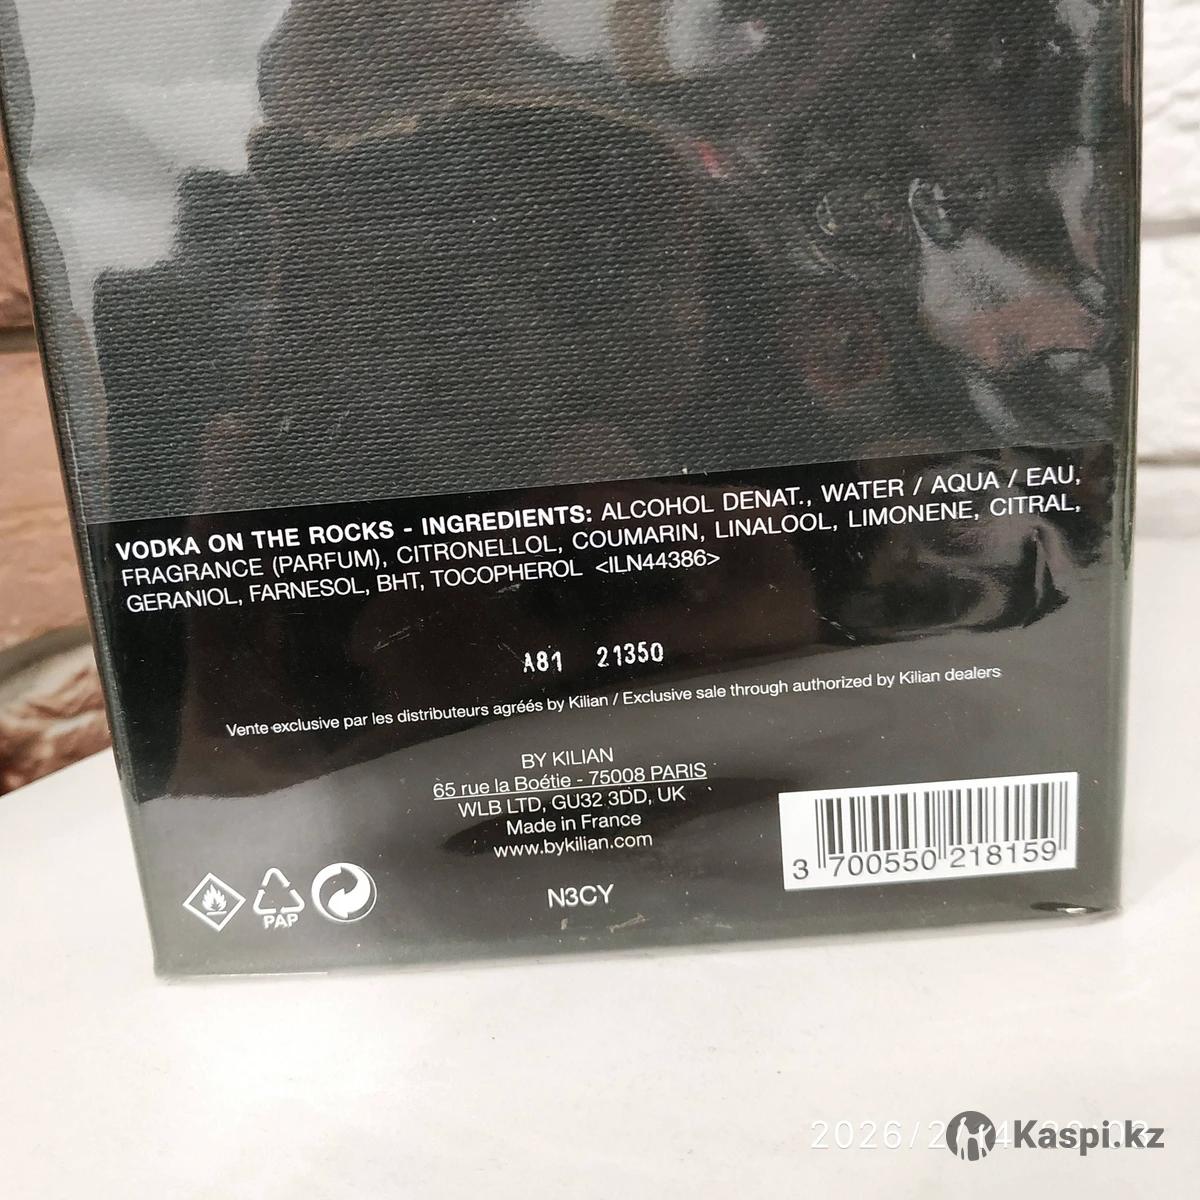 VODKA ON THE ROCKS - INGREDIENTS: ALCOHOL DENAT., WATER / AQUA / EAU,
FRAGRANCE (PARFUM), CITRONELLOL, COUMARIN, LINALOOL, LIMONENE, CITRAL,
GERANIOL, FARNESOL, BHT, TOCOPHEROL <ILN44386>
A81 21350
Vente exclusive par les distributeurs agréés by Kilian / Exclusive sale through authorized by Kilian dealers
BY KILIAN
65 rue la Boétie - 75008 PARIS
WLB LTD, GU32 3DD, UK
Made in France
www.bykilian.com
N3CY
PAP
3 700550 218159
Kaspi.kz